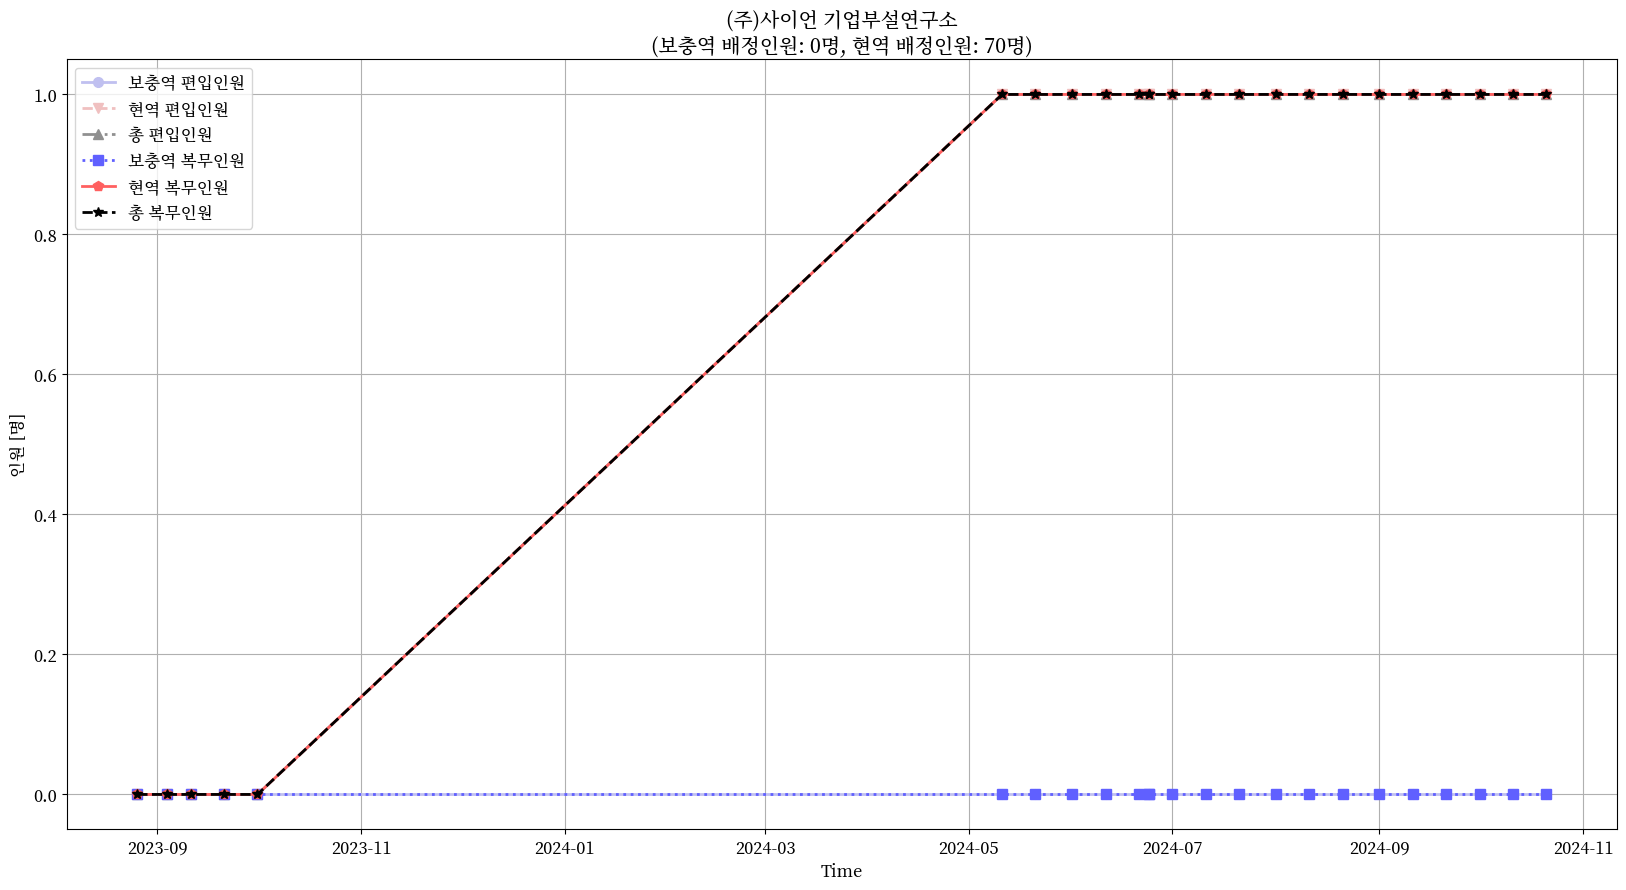 (주)사이언 기업부설연구소
(보충역 배정인원: 0명, 현역 배정인원: 70명)
보충역 편입인원
현역 편입인원
총 편입인원
보충역 복무인원
현역 복무인원
총 복무인원
1.0
0.8
0.6
0.4
0.2
0.0
인원 [명]
2023-09 2023-11 2024-01 2024-03 2024-05 2024-07 2024-09 2024-11
Time